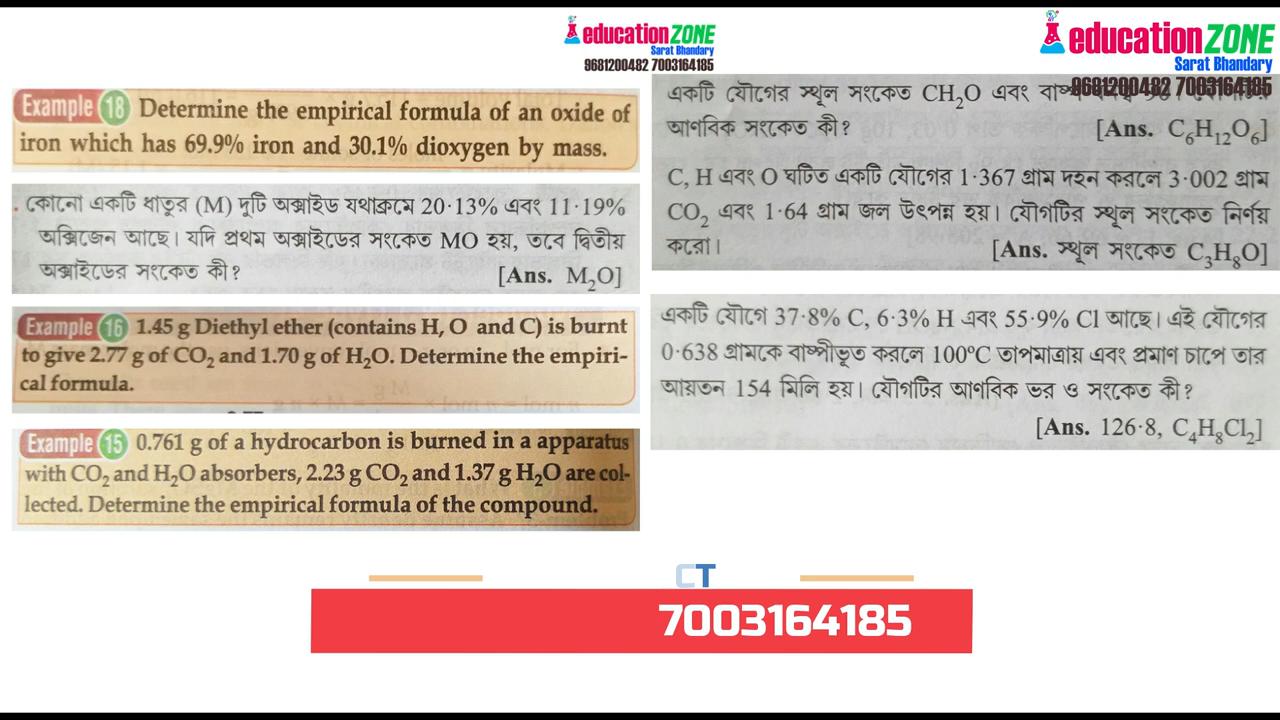 education ZONE
Sarat Bhandary
9681200482 7003164185
education ZONE
Sarat Bhandary
9681200482 7003164185
Example 18 Determine the empirical formula of an oxide of
iron which has 69.9% iron and 30.1% dioxygen by mass.
কোনো একটি ধাতুর (M) দুটি অক্সাইড যথাক্রমে 20·13% এবং 11·19%
অক্সিজেন আছে। যদি প্রথম অক্সাইডের সংকেত MO হয়, তবে দ্বিতীয়
অক্সাইডের সংকেত কী? [Ans. M₂O]
Example 16 1.45 g Diethyl ether (contains H, O and C) is burnt
to give 2.77 g of CO₂ and 1.70 g of H₂O. Determine the empiri-
cal formula.
Example 15 0.761 g of a hydrocarbon is burned in a apparatus
with CO₂ and H₂O absorbers, 2.23 g CO₂ and 1.37 g H₂O are col-
lected. Determine the empirical formula of the compound.
একটি যৌগের স্থূল সংকেত CH₂O এবং
আণবিক সংকেত কী? [Ans. C₆H₁₂O₆]
C, H এবং O ঘটিত একটি যৌগের 1·367 গ্রাম দহন করলে 3·002 গ্রাম
CO₂ এবং 1·64 গ্রাম জল উৎপন্ন হয়। যৌগটির স্থূল সংকেত নির্ণয়
করো। [Ans. স্থূল সংকেত C₃H₈O]
একটি যৌগে 37·8% C, 6·3% H এবং 55·9% Cl আছে। এই যৌগের
0·638 গ্রামকে বাষ্পীভূত করলে 100°C তাপমাত্রায় এবং প্রমাণ চাপে তার
আয়তন 154 মিলি হয়। যৌগটির আণবিক ভর ও সংকেত কী?
[Ans. 126·8, C₄H₈Cl₂]
CT
7003164185